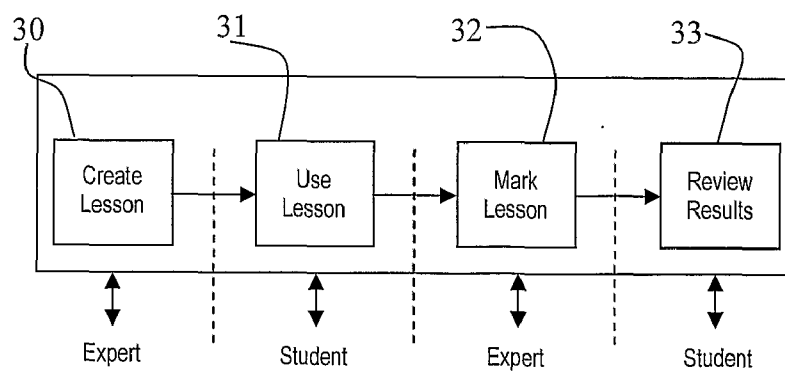 30
31
32
33
Create
Lesson
Use
Lesson
Mark
Lesson
Review
Results
Expert
Student
Expert
Student